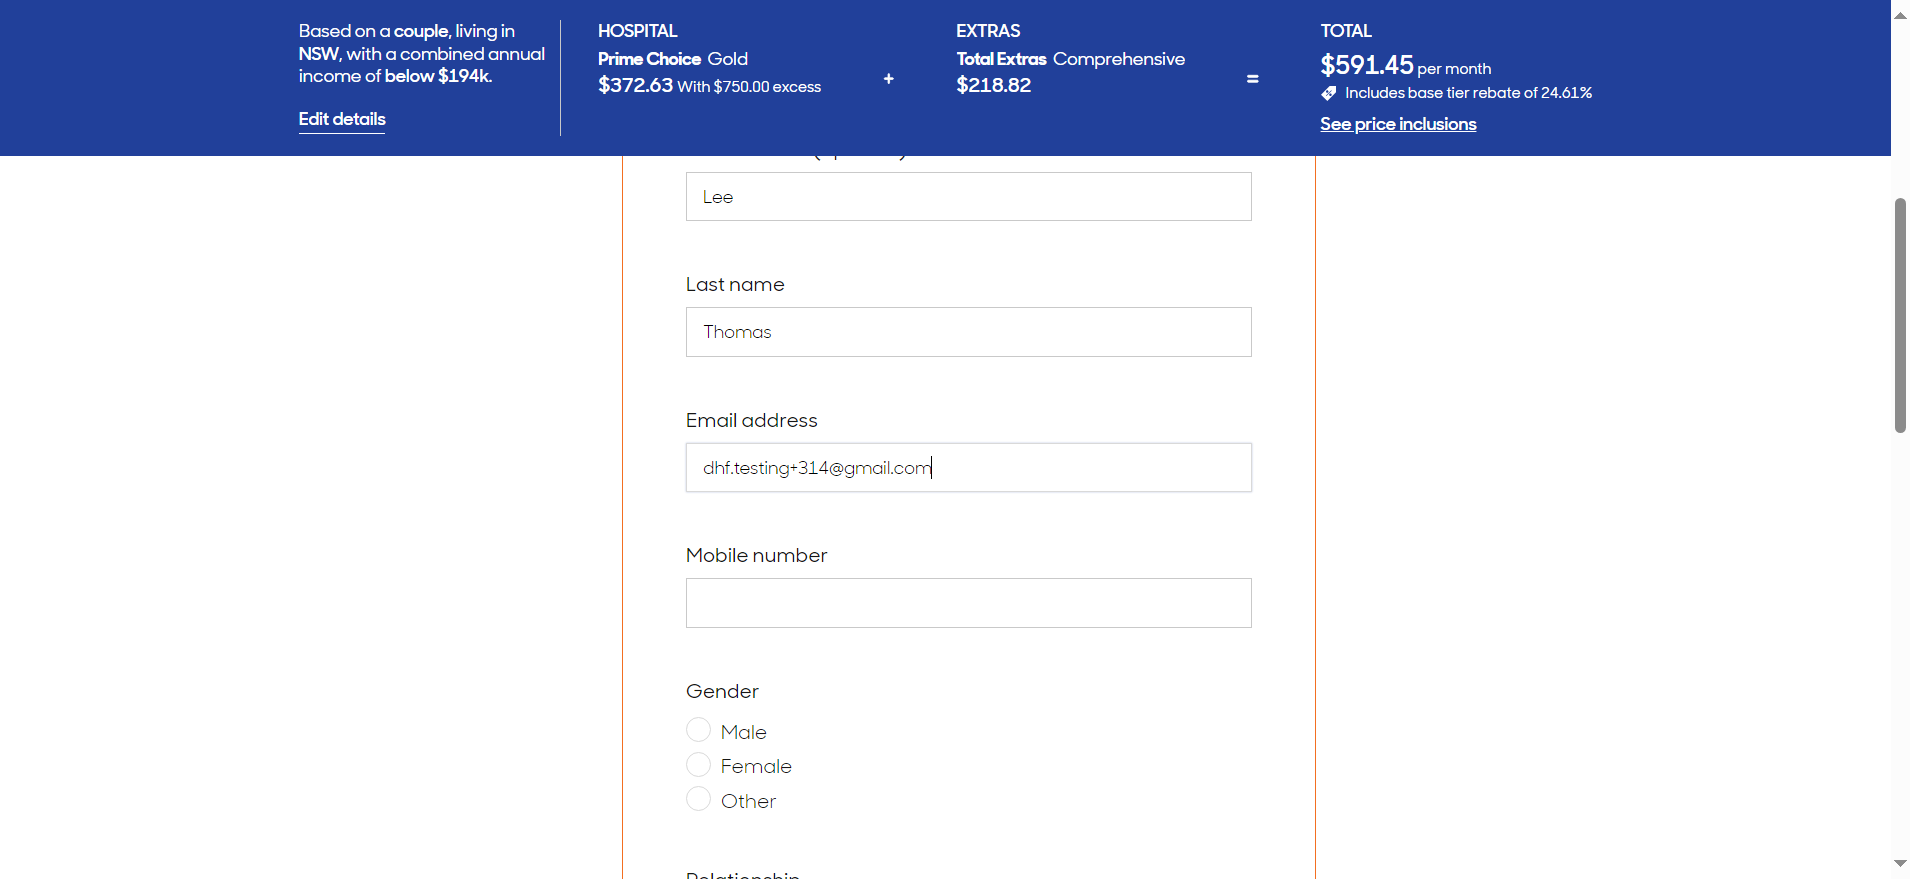 Based on a couple, living in
NSW, with a combined annual
income of below $194k.
Edit details
HOSPITAL
Prime Choice Gold
$372.63 With $750.00 excess
+
EXTRAS
Total Extras Comprehensive
$218.82
=
TOTAL
$591.45 per month
Includes base tier rebate of 24.61%
See price inclusions
Lee
Last name
Thomas
Email address
dhf.testing+314@gmail.com
Mobile number
Gender
Male
Female
Other
Relationship